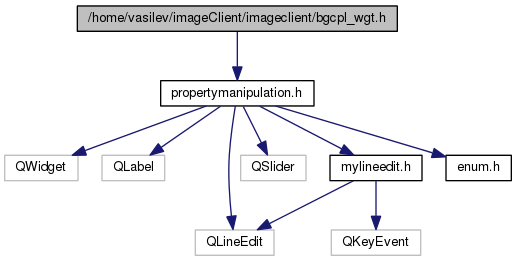 /home/vasilev/imageClient/imageclient/bgcpl_wgt.h
propertymanipulation.h
QWidget
QLabel
QSlider
mylineedit.h
enum.h
QLineEdit
QKeyEvent